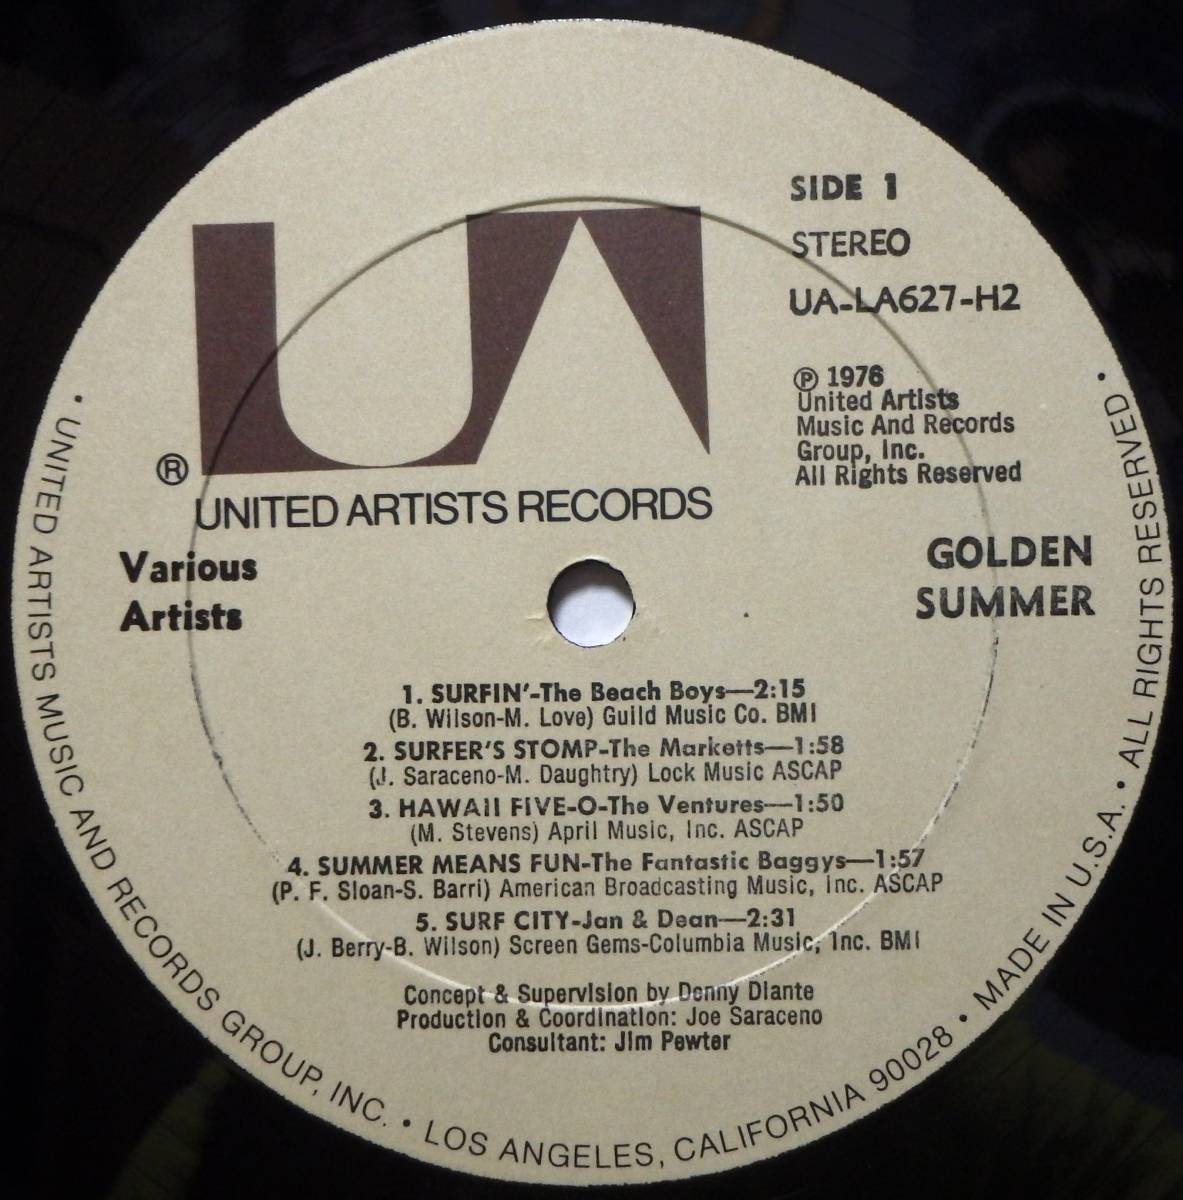 SIDE 1
STEREO
UA-LA627-H2
℗ 1976
United Artists
Music And Records
Group, Inc.
All Rights Reserved
UA
®
UNITED ARTISTS RECORDS
Various
Artists
GOLDEN
SUMMER
1. SURFIN'-The Beach Boys—2:15
(B. Wilson-M. Love) Guild Music Co. BMI
2. SURFER'S STOMP-The Marketts—1:58
(J. Saraceno-M. Daughtry) Lock Music ASCAP
3. HAWAII FIVE-O-The Ventures—1:50
(M. Stevens) April Music, Inc. ASCAP
4. SUMMER MEANS FUN-The Fantastic Baggys—1:57
(P. F. Sloan-S. Barri) American Broadcasting Music, Inc. ASCAP
5. SURF CITY-Jan & Dean—2:31
(J. Berry-B. Wilson) Screen Gems-Columbia Music, Inc. BMI
Concept & Supervision by Denny Diante
Production & Coordination: Joe Saraceno
Consultant: Jim Pewter
• UNITED ARTISTS MUSIC AND RECORDS GROUP, INC. • LOS ANGELES, CALIFORNIA 90028 • MADE IN U.S.A. • ALL RIGHTS RESERVED •